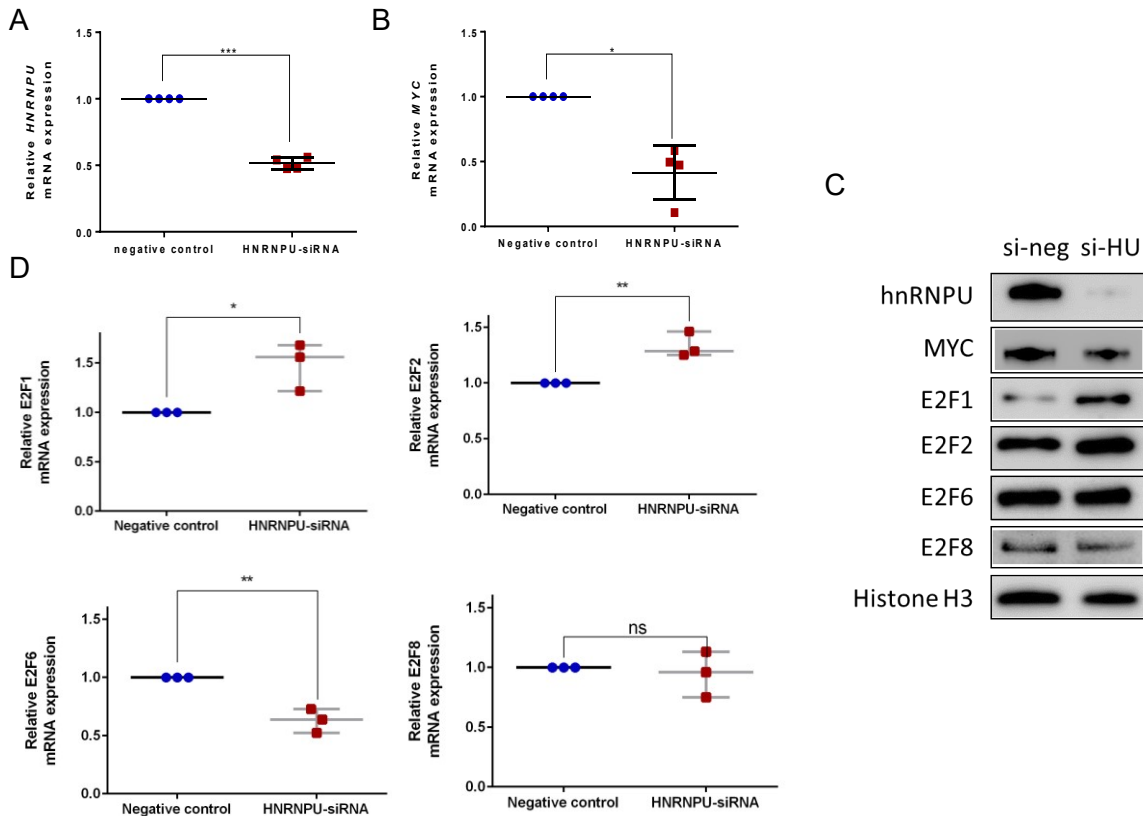 A
Relative HNRNPU
mRNA expression
1.5
1.0
0.5
0.0
***
negative control
HNRNPU-siRNA
B
Relative MYC
mRNA expression
1.5
1.0
0.5
0.0
*
negative control
HNRNPU-siRNA
C
si-neg si-HU
hnRNPU
MYC
E2F1
E2F2
E2F6
E2F8
Histone H3
D
Relative E2F1
mRNA expression
1.5
1.0
0.5
0.0
*
Negative control
HNRNPU-siRNA
Relative E2F2
mRNA expression
1.5
1.0
0.5
0.0
**
Negative control
HNRNPU-siRNA
Relative E2F6
mRNA expression
1.5
1.0
0.5
0.0
**
Negative control
HNRNPU-siRNA
Relative E2F8
mRNA expression
1.5
1.0
0.5
0.0
ns
Negative control
HNRNPU-siRNA